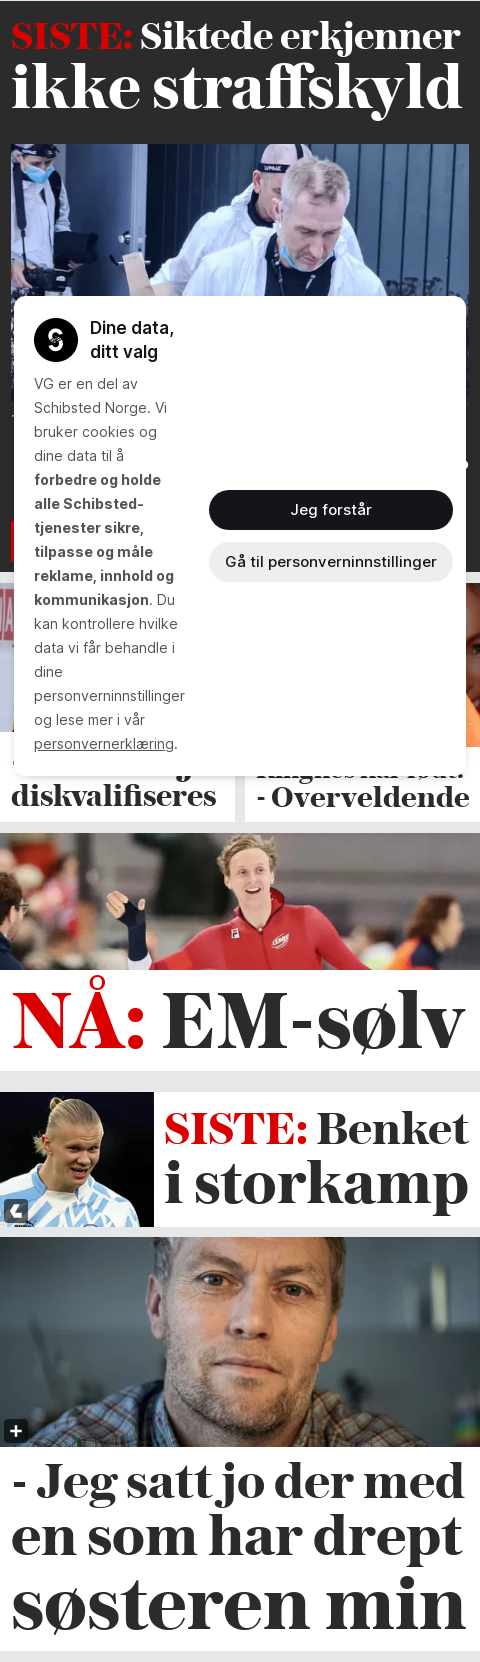 SISTE: Siktede erkjenner
ikke straffskyld
Dine data,
ditt valg
VG er en del av
Schibsted Norge. Vi
bruker cookies og
dine data til å
forbedre og holde
alle Schibsted-
tjenester sikre,
tilpasse og måle
reklame, innhold og
kommunikasjon. Du
kan kontrollere hvilke
data vi får behandle i
dine
personverninnstillinger
og lese mer i vår
personvernerklæring.
Jeg forstår
Gå til personverninnstillinger
diskvalifiseres
- Overveldende
NÅ: EM-sølv
SISTE: Benket
i storkamp
- Jeg satt jo der med
en som har drept
søsteren min